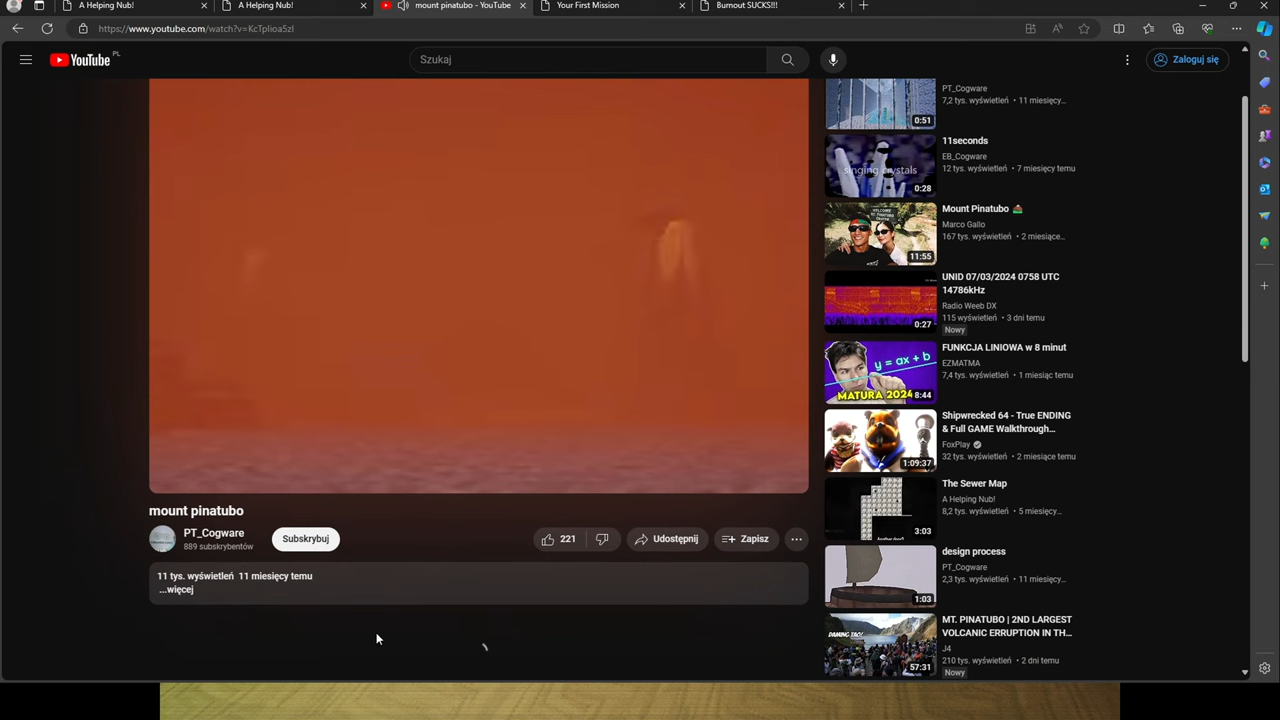 A Helping Nub!
A Helping Nub!
mount pinatubo - YouTube
Your First Mission
Burnout SUCKS!!!
https://www.youtube.com/watch?v=KcTplioa5zI
YouTube PL
Szukaj
Zaloguj się
PT_Cogware
7,2 tys. wyświetleń • 11 miesięcy...
0:51
11seconds
EB_Cogware
12 tys. wyświetleń • 7 miesięcy temu
singing crystals
0:28
Mount Pinatubo 🌋
Marco Gallo
167 tys. wyświetleń • 2 miesiące...
11:55
UNID 07/03/2024 0758 UTC
14786kHz
Radio Weeb DX
115 wyświetleń • 3 dni temu
Nowy
0:27
FUNKCJA LINIOWA w 8 minut
EZMATMA
7,4 tys. wyświetleń • 1 miesiąc temu
y = ax + b
MATURA 2024
8:44
Shipwrecked 64 - True ENDING
& Full GAME Walkthrough...
FoxPlay
32 tys. wyświetleń • 2 miesiące temu
1:09:37
The Sewer Map
A Helping Nub!
8,2 tys. wyświetleń • 5 miesięcy...
3:03
design process
PT_Cogware
2,3 tys. wyświetleń • 11 miesięcy...
1:03
MT. PINATUBO | 2ND LARGEST
VOLCANIC ERRUPTION IN TH...
J4
210 tys. wyświetleń • 2 dni temu
Nowy
DAMING TAO!
57:31
mount pinatubo
PT_Cogware
889 subskrybentów
Subskrybuj
221
Udostępnij
Zapisz
11 tys. wyświetleń 11 miesięcy temu
...więcej